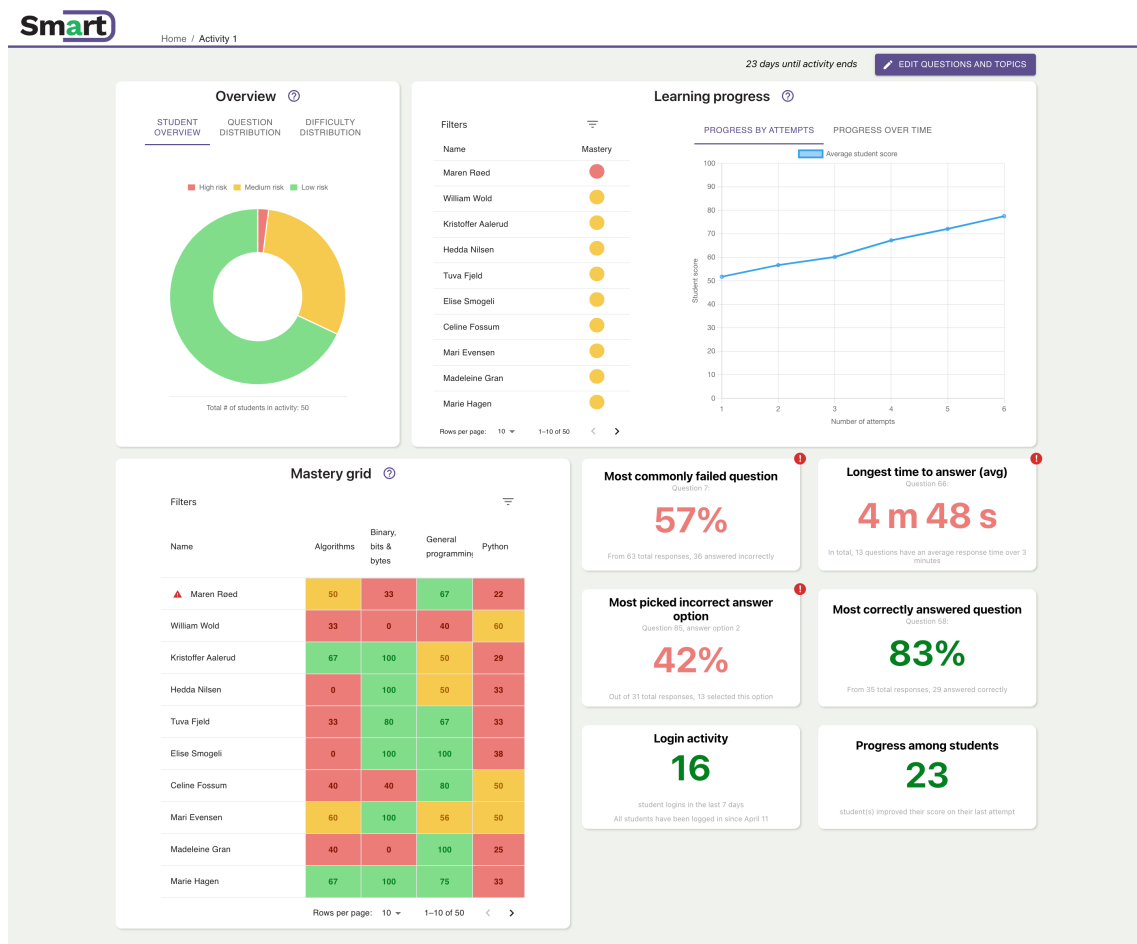 Smart
Home / Activity 1
23 days until activity ends
EDIT QUESTIONS AND TOPICS
Overview ?
STUDENT OVERVIEW
QUESTION DISTRIBUTION
DIFFICULTY DISTRIBUTION
High risk Medium risk Low risk
Total # of students in activity: 50
Learning progress ?
Filters
Name Mastery
Maren Røed
William Wold
Kristoffer Aalerud
Hedda Nilsen
Tuva Fjeld
Elise Smogeli
Celine Fossum
Mari Evensen
Madeleine Gran
Marie Hagen
Rows per page: 10 1–10 of 50
PROGRESS BY ATTEMPTS PROGRESS OVER TIME
Average student score
100
90
80
70
60
50
40
30
20
10
0
Student score
1 2 3 4 5 6
Number of attempts
Mastery grid ?
Filters
Name Algorithms Binary, bits & bytes General programming Python
Maren Røed 50 33 67 22
William Wold 33 0 40 60
Kristoffer Aalerud 67 100 50 29
Hedda Nilsen 0 100 50 33
Tuva Fjeld 33 80 67 33
Elise Smogeli 0 100 100 38
Celine Fossum 40 40 80 50
Mari Evensen 60 100 56 50
Madeleine Gran 40 0 100 25
Marie Hagen 67 100 75 33
Rows per page: 10 1–10 of 50
!
Most commonly failed question
Question 7:
57%
From 63 total responses, 36 answered incorrectly
!
Longest time to answer (avg)
Question 66:
4 m 48 s
In total, 13 questions have an average response time over 3
minutes
!
Most picked incorrect answer
option
Question 85, answer option 2
42%
Out of 31 total responses, 13 selected this option
Most correctly answered question
Question 58:
83%
From 35 total responses, 29 answered correctly
Login activity
16
student logins in the last 7 days
All students have been logged in since April 11
Progress among students
23
student(s) improved their score on their last attempt